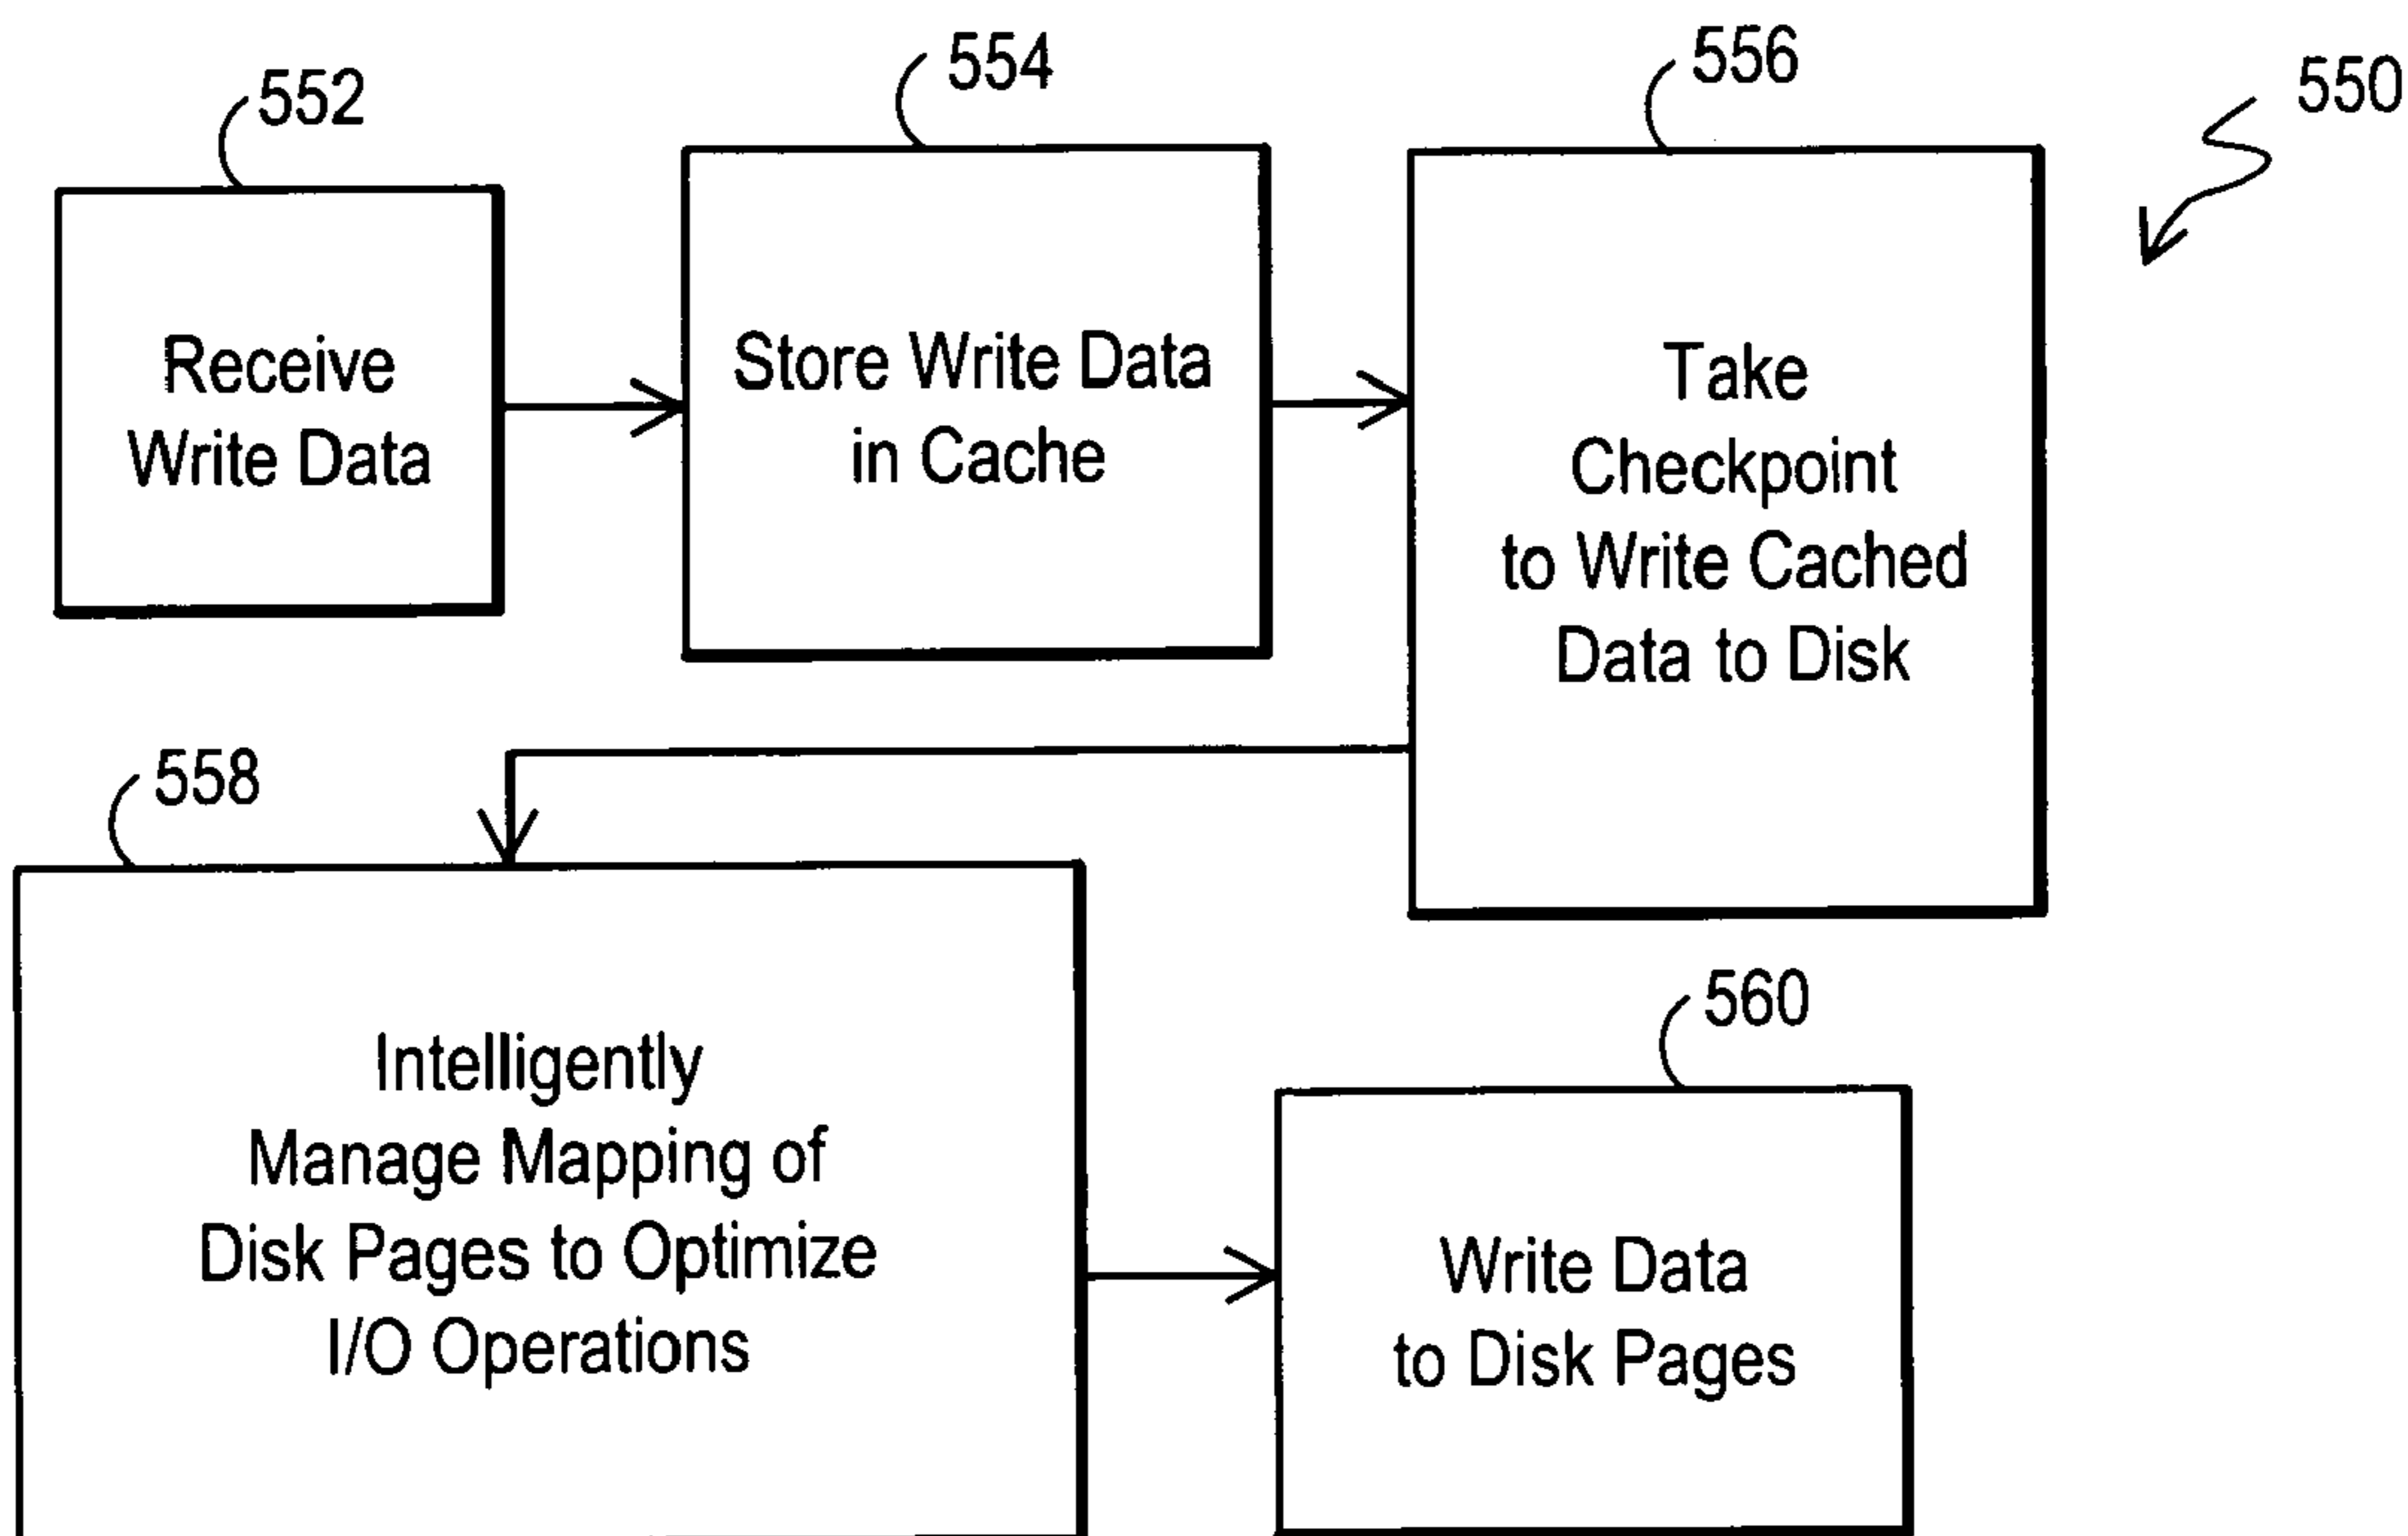 552
554
556
550
Receive
Write Data
Store Write Data
in Cache
Take
Checkpoint
to Write Cached
Data to Disk
558
560
Intelligently
Manage Mapping of
Disk Pages to Optimize
I/O Operations
Write Data
to Disk Pages